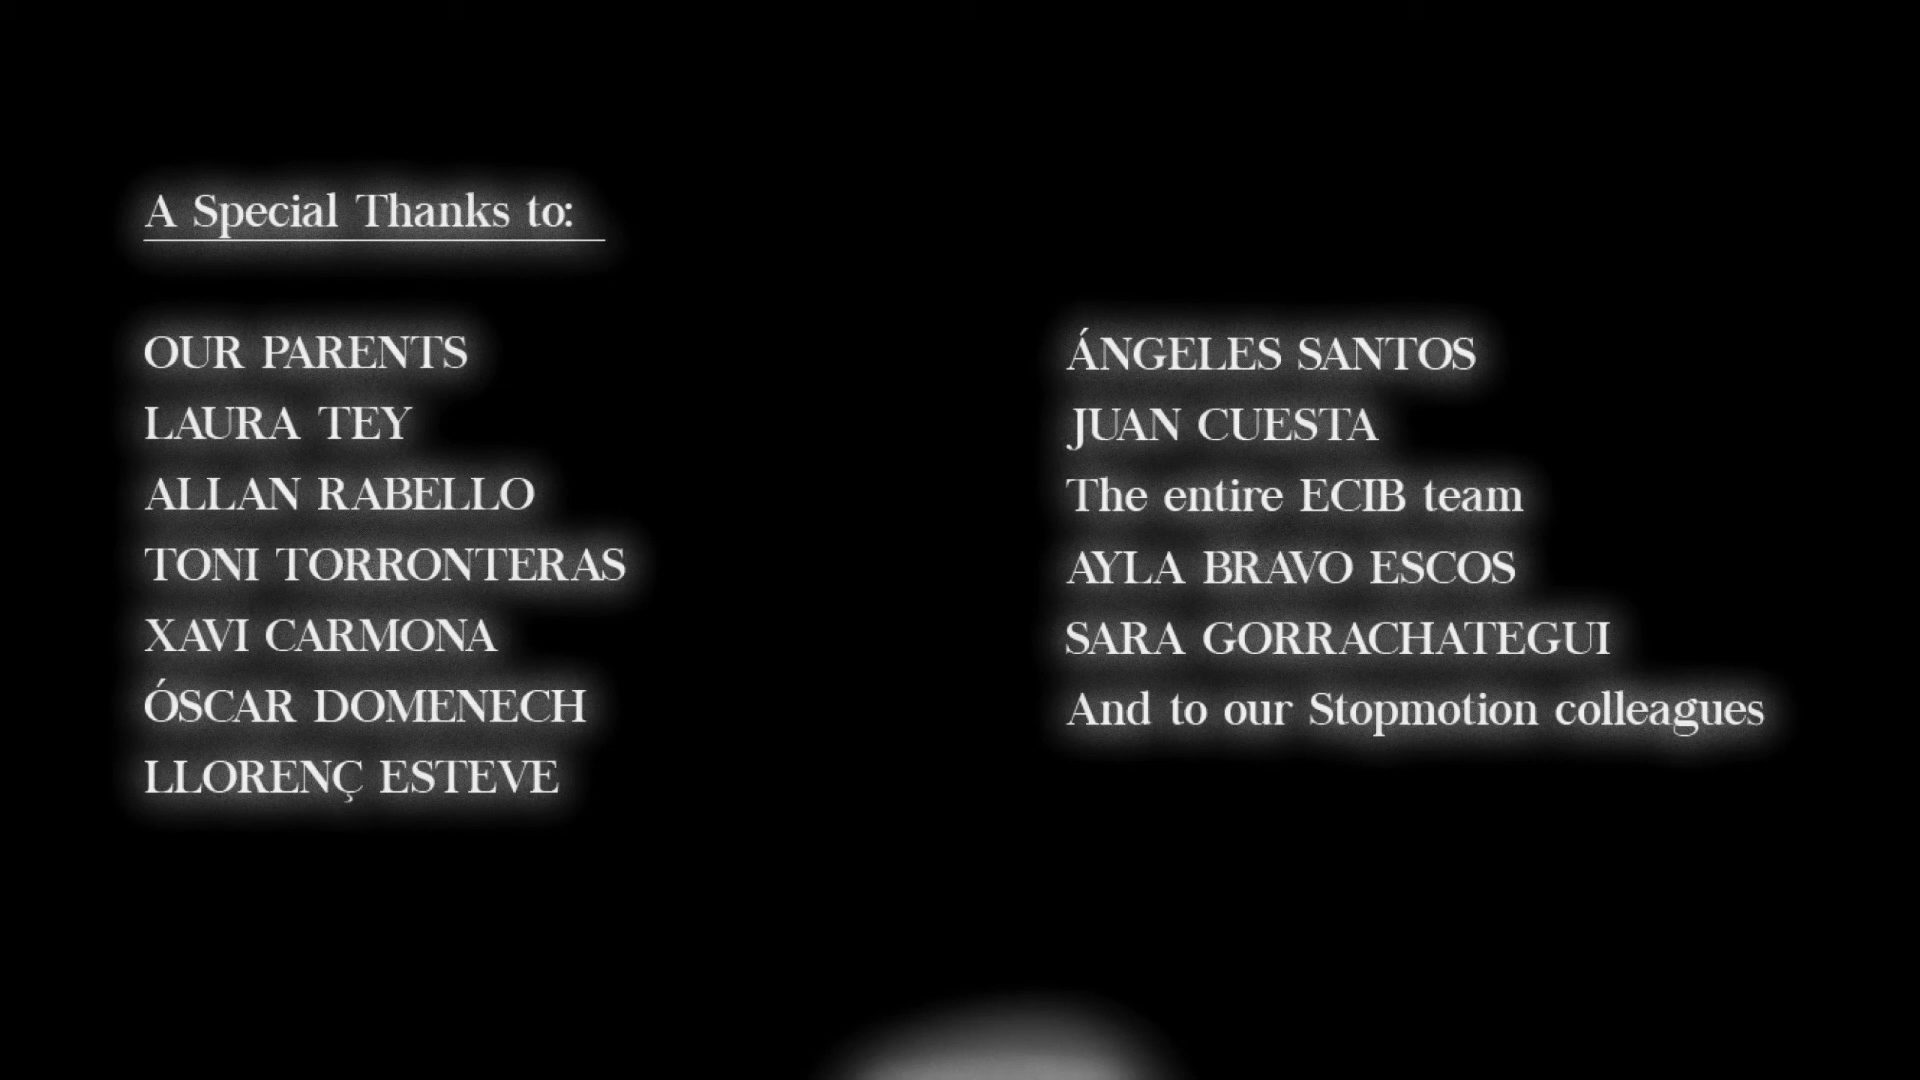 A Special Thanks to:
OUR PARENTS
LAURA TEY
ALLAN RABELLO
TONI TORRONTERAS
XAVI CARMONA
ÓSCAR DOMENECH
LLORENÇ ESTEVE
ÁNGELES SANTOS
JUAN CUESTA
The entire ECIB team
AYLA BRAVO ESCOS
SARA GORRACHATEGUI
And to our Stopmotion colleagues